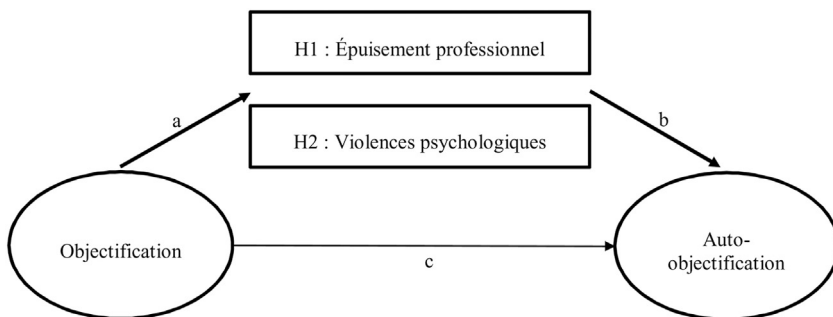 H1 : Épuisement professionnel
a
b
H2 : Violences psychologiques
Objectification
c
Auto-
objectification